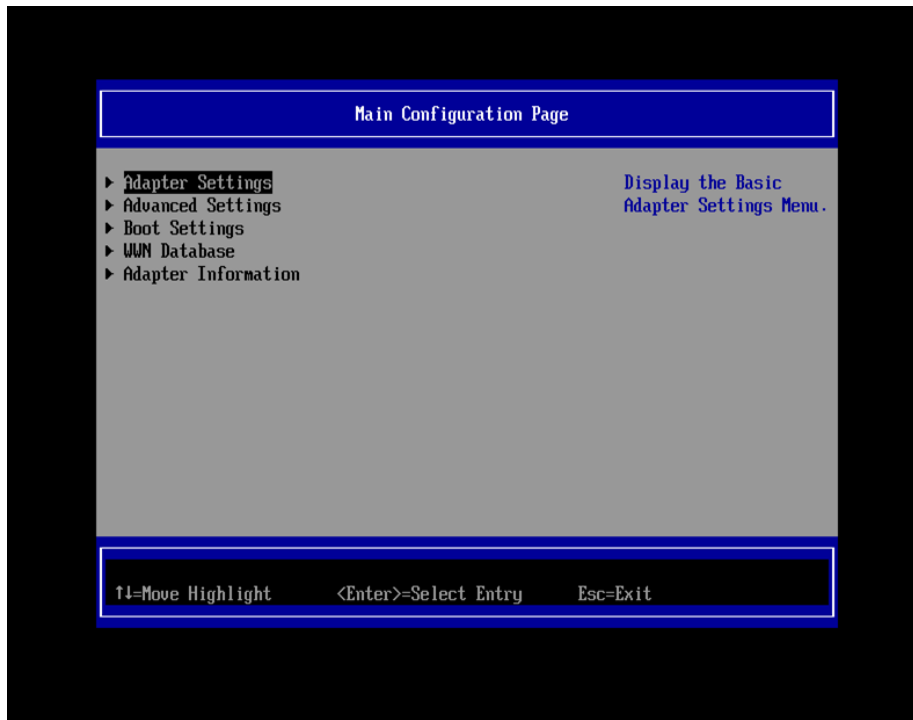 Main Configuration Page
▶ Adapter Settings
▶ Advanced Settings
▶ Boot Settings
▶ WWN Database
▶ Adapter Information
Display the Basic
Adapter Settings Menu.
↑↓=Move Highlight <Enter>=Select Entry Esc=Exit